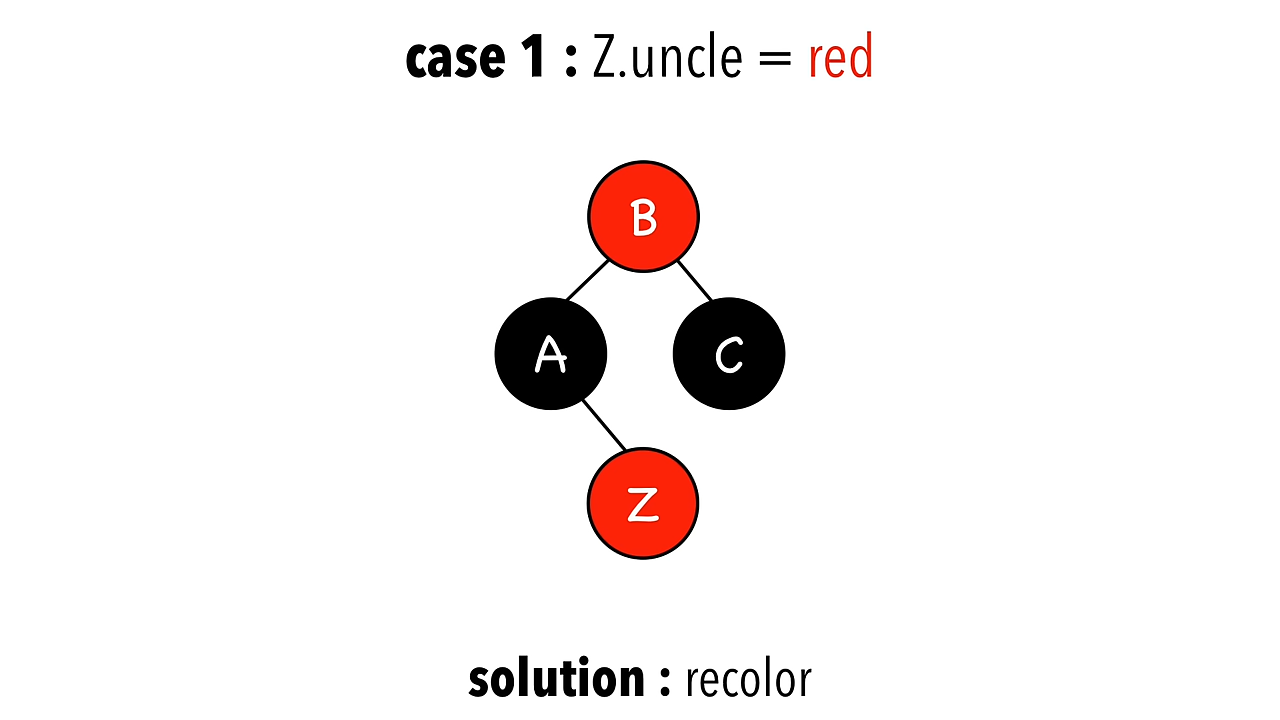 case 1 : Z.uncle = red
B
A
C
Z
solution : recolor